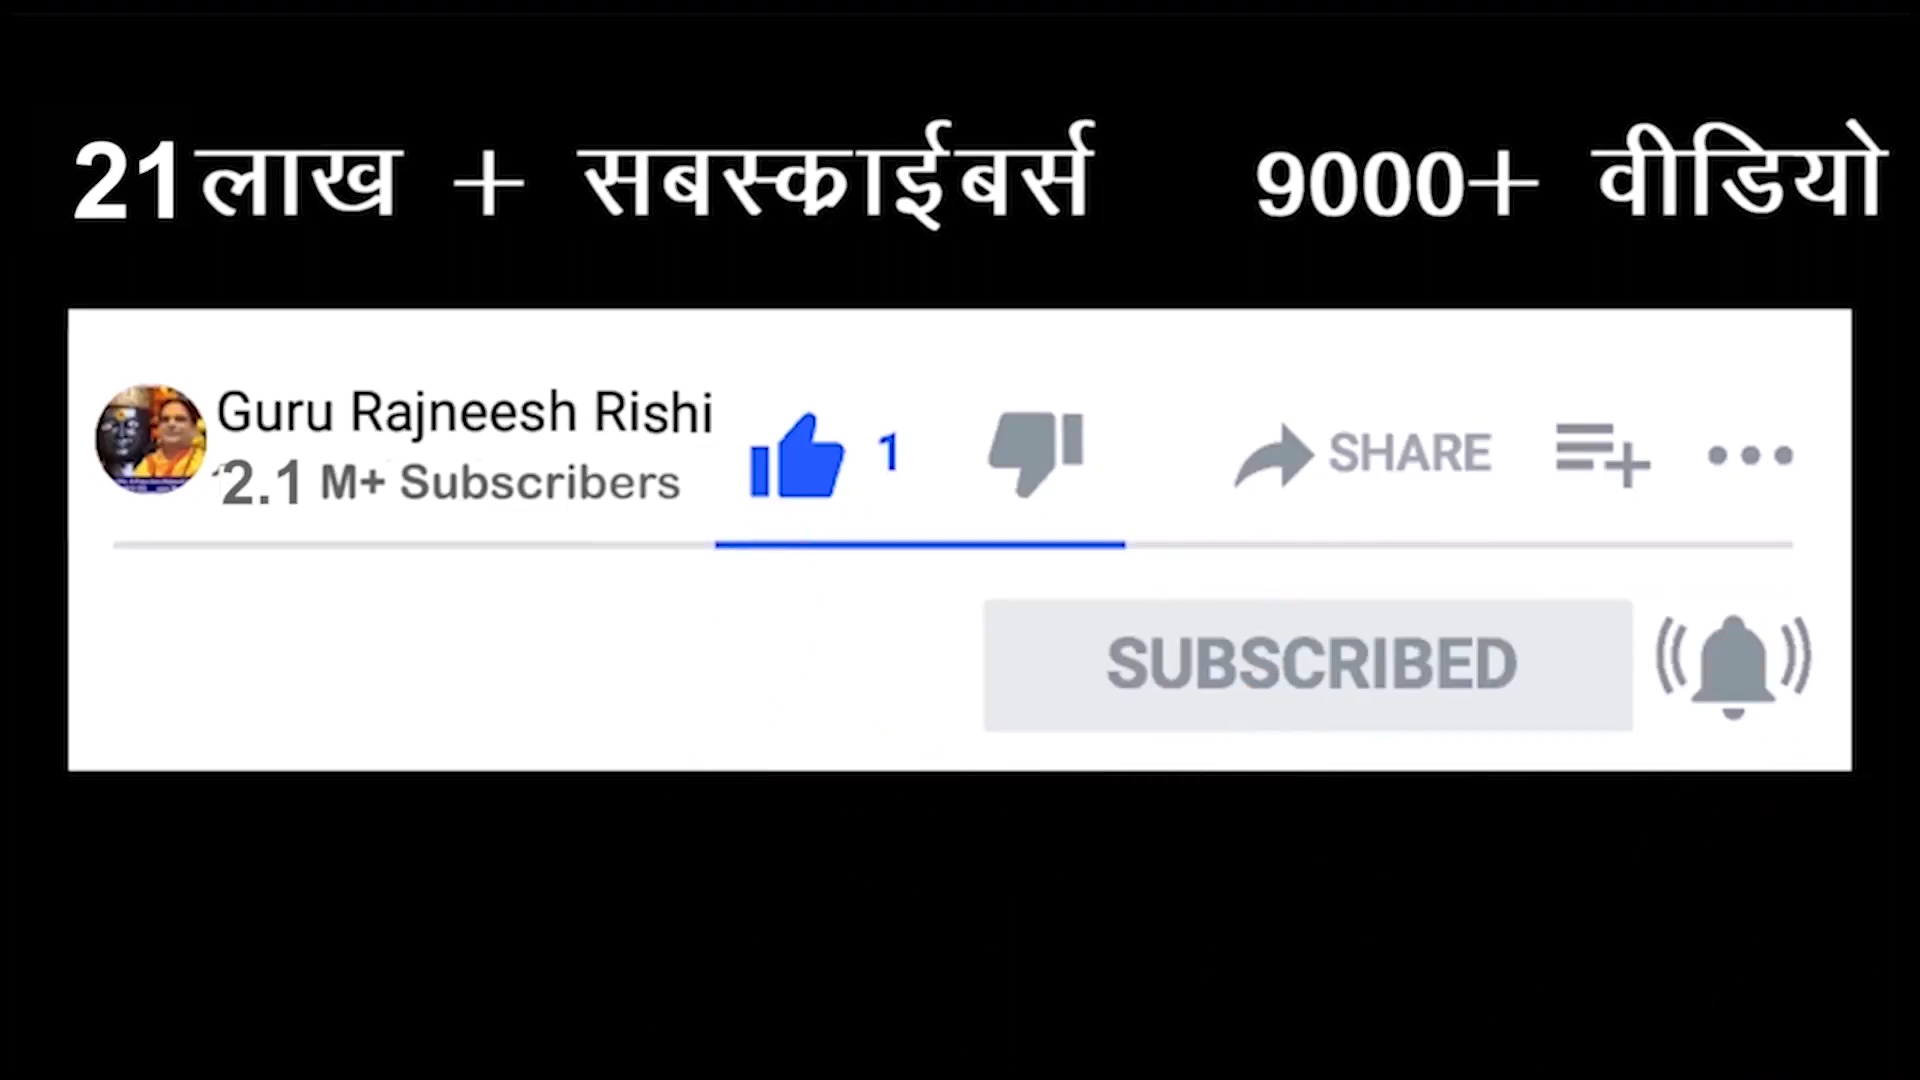 21लाख + सबस्क्राईबर्स 9000+ वीडियो
Guru Rajneesh Rishi
2.1 M+ Subscribers
1
SHARE
SUBSCRIBED